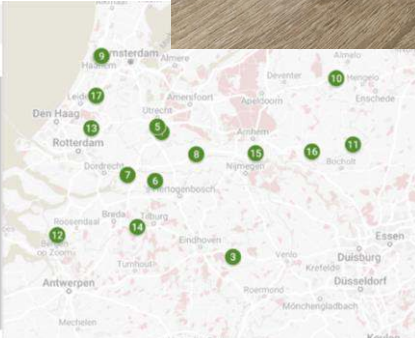 msterdam
Haarlem
Almere
Almelo
Hengelo
Enschede
Deventer
Apeldoorn
Amersfoort
Leide
Utrecht
Den Haag
Rotterdam
Arnhem
Nijmegen
Bocholt
Dordrecht
s-Hertogenbosch
Breda
Tilburg
Roosendaal
Bergen
op Zoom
Eindhoven
Venlo
Essen
Duisburg
Krefeld
Düsseldorf
Turnhout
Antwerpen
Roermond
Mönchengladbach
Mechelen
9
10
17
5
13
11
16
15
8
7
6
14
12
3